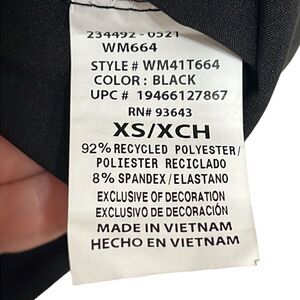 234492-0521
WM664
STYLE # WM41T664
COLOR : BLACK
UPC # 19466127867
RN# 93643
XS/XCH
92% RECYCLED POLYESTER/
POLIESTER RECICLADO
8% SPANDEX/ELASTANO
EXCLUSIVE OF DECORATION
EXCLUSIVO DE DECORACIÓN
MADE IN VIETNAM
HECHO EN VIETNAM